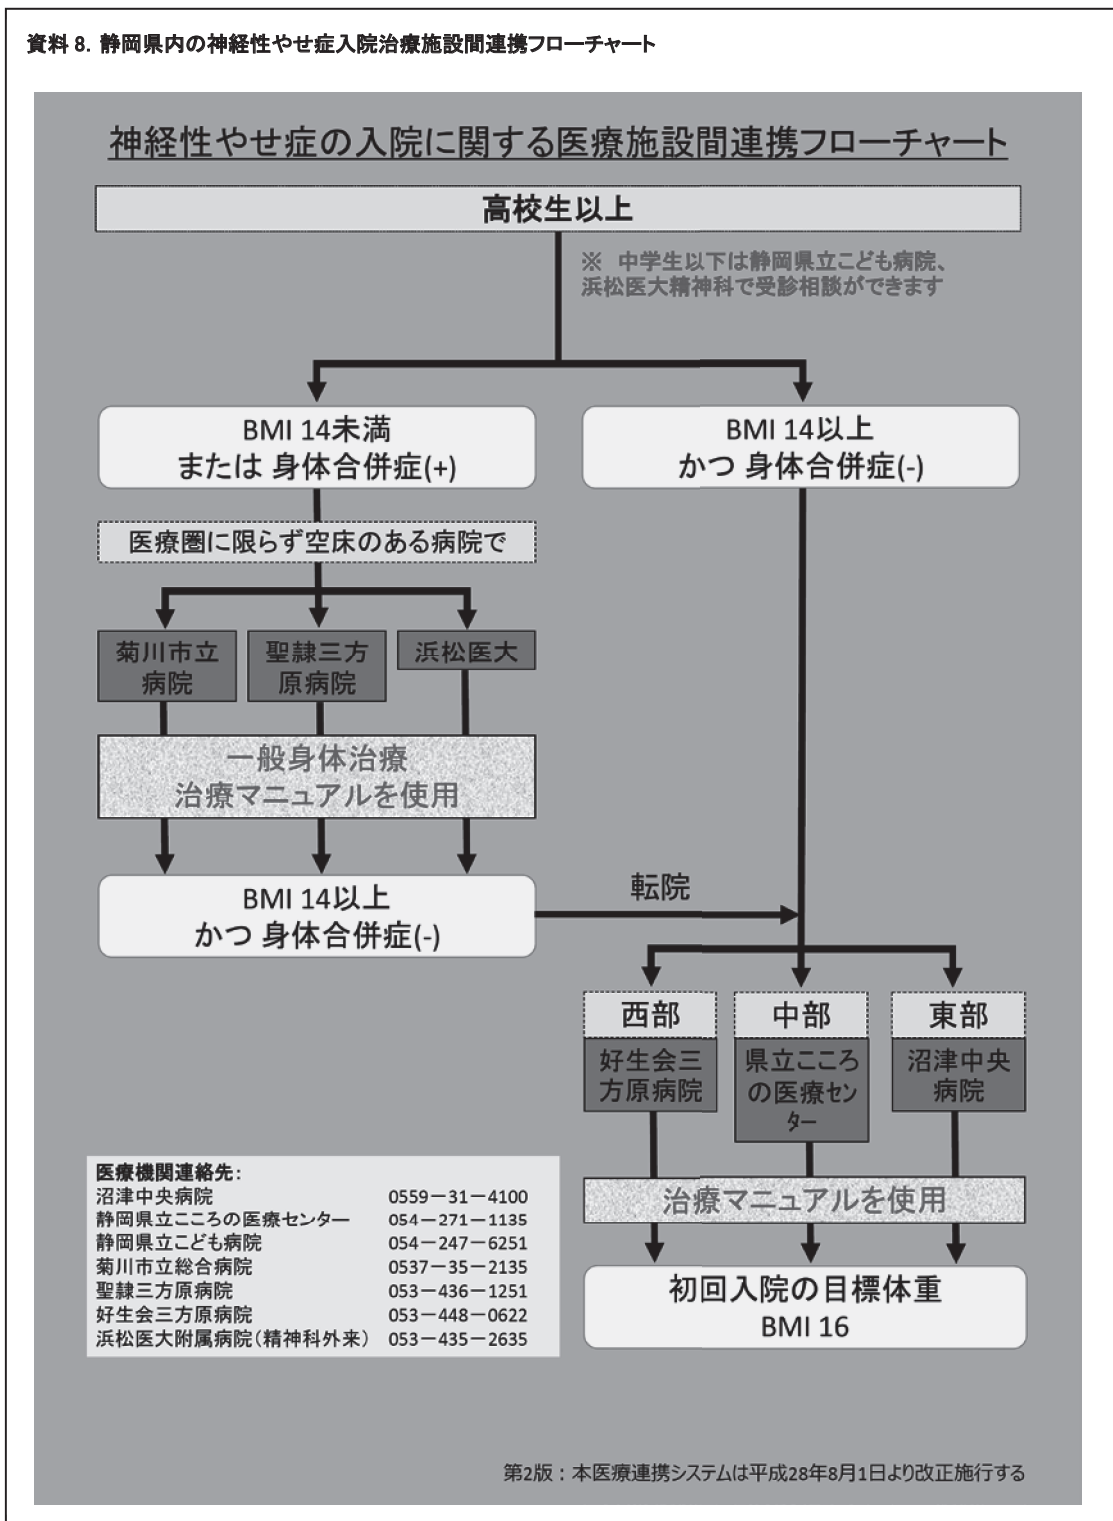 資料 8. 静岡県内の神経性やせ症入院治療施設間連携フローチャート
神経性やせ症の入院に関する医療施設間連携フローチャート
高校生以上
※ 中学生以下は静岡県立こども病院、
浜松医大精神科で受診相談ができます
BMI 14未満
または 身体合併症(+)
BMI 14以上
かつ 身体合併症(-)
医療圏に限らず空床のある病院で
菊川市立
病院
聖隷三方
原病院
浜松医大
一般身体治療
治療マニュアルを使用
BMI 14以上
かつ 身体合併症(-)
転院
西部
好生会三
方原病院
中部
県立こころ
の医療セン
ター
東部
沼津中央
病院
治療マニュアルを使用
初回入院の目標体重
BMI 16
医療機関連絡先：
沼津中央病院 0559－31－4100
静岡県立こころの医療センター 054－271－1135
静岡県立こども病院 054－247－6251
菊川市立総合病院 0537－35－2135
聖隷三方原病院 053－436－1251
好生会三方原病院 053－448－0622
浜松医大附属病院（精神科外来） 053－435－2635
第2版：本医療連携システムは平成28年8月1日より改正施行する